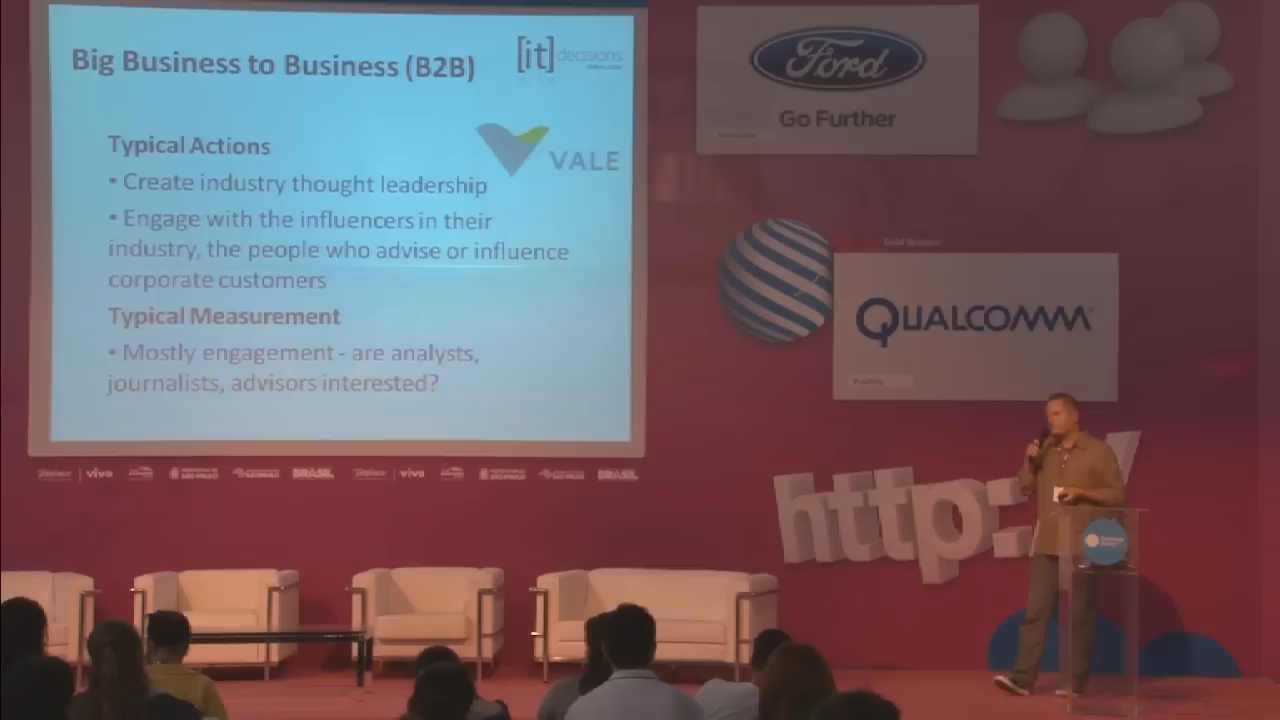 Big Business to Business (B2B)
[it] decisions
Typical Actions
VALE
• Create industry thought leadership
• Engage with the influencers in their
industry, the people who advise or influence
corporate customers
Typical Measurement
• Mostly engagement - are analysts,
journalists, advisors interested?
Ford
Go Further
QUALCOMM
http:/
vivo
BRASIL
vivo
BRASIL